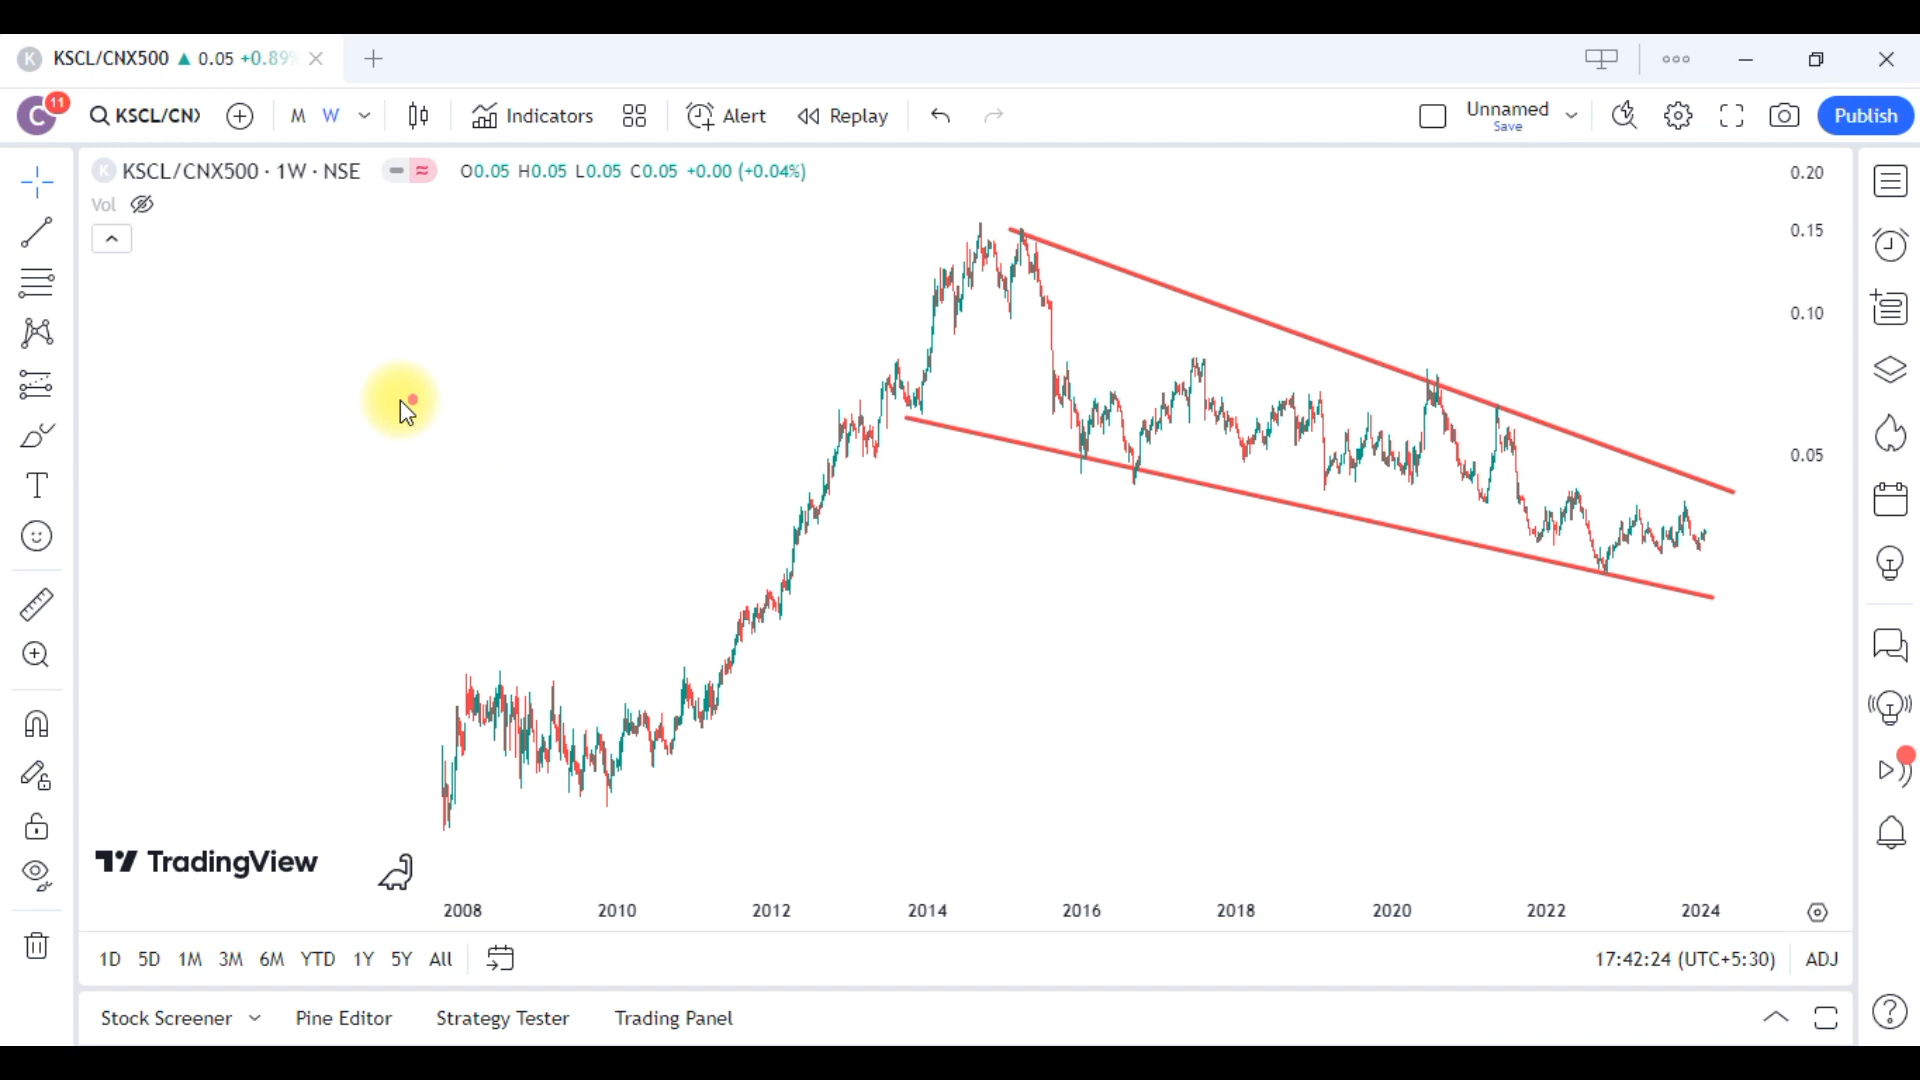 K KSCL/CNX500 ▲ 0.05 +0.89%
C 11 KSCL/CNX M W Indicators Alert Replay Unnamed Save Publish
K KSCL/CNX500 · 1W · NSE O0.05 H0.05 L0.05 C0.05 +0.00 (+0.04%)
Vol
0.20
0.15
0.10
0.05
TradingView
2008 2010 2012 2014 2016 2018 2020 2022 2024
1D 5D 1M 3M 6M YTD 1Y 5Y All 17:42:24 (UTC+5:30) ADJ
Stock Screener Pine Editor Strategy Tester Trading Panel